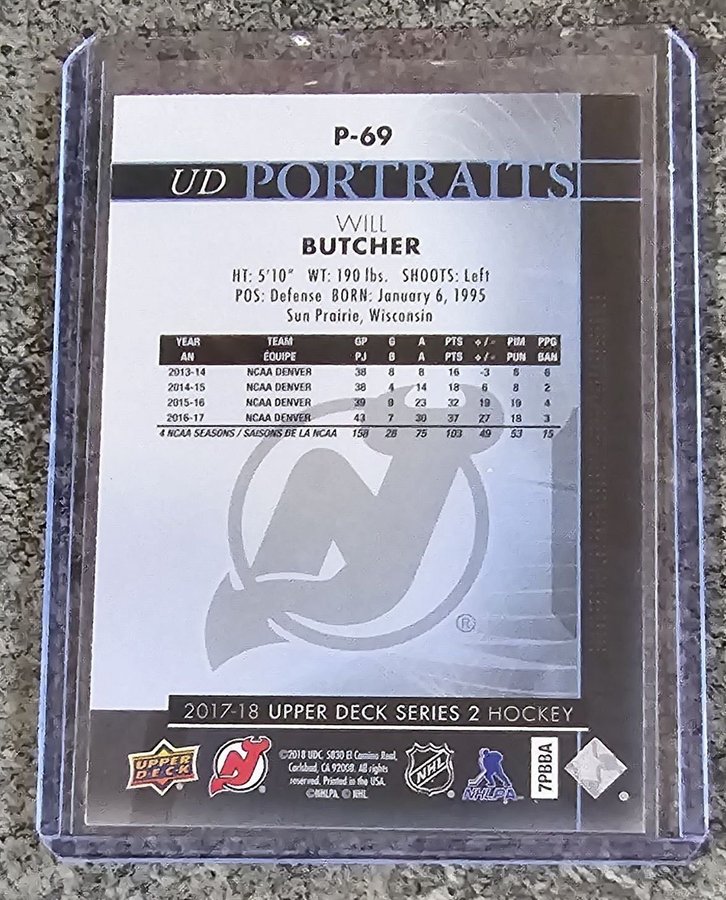 P-69
UD PORTRAITS
WILL
BUTCHER
HT: 5'10" WT: 190 lbs. SHOOTS: Left
POS: Defense BORN: January 6, 1995
Sun Prairie, Wisconsin
YEAR TEAM GP G A PTS +/- PIM PPG
AN ÉQUIPE PJ B A PTS +/- PUN BAN
2013-14 NCAA DENVER 38 8 8 16 -3 6 6
2014-15 NCAA DENVER 38 4 14 18 6 8 2
2015-16 NCAA DENVER 39 9 23 32 19 19 4
2016-17 NCAA DENVER 43 7 30 37 27 18 3
4 NCAA SEASONS / SAISONS DE LA NCAA 158 28 75 103 49 53 15
®
2017-18 UPPER DECK SERIES 2 HOCKEY
UPPER DECK
©2018 UDC. 5830 El Camino Real,
Carlsbad, CA 92008. All rights
reserved. Printed in the USA.
©NHLPA. © NHL.
NHL
NHLPA
7PBBA